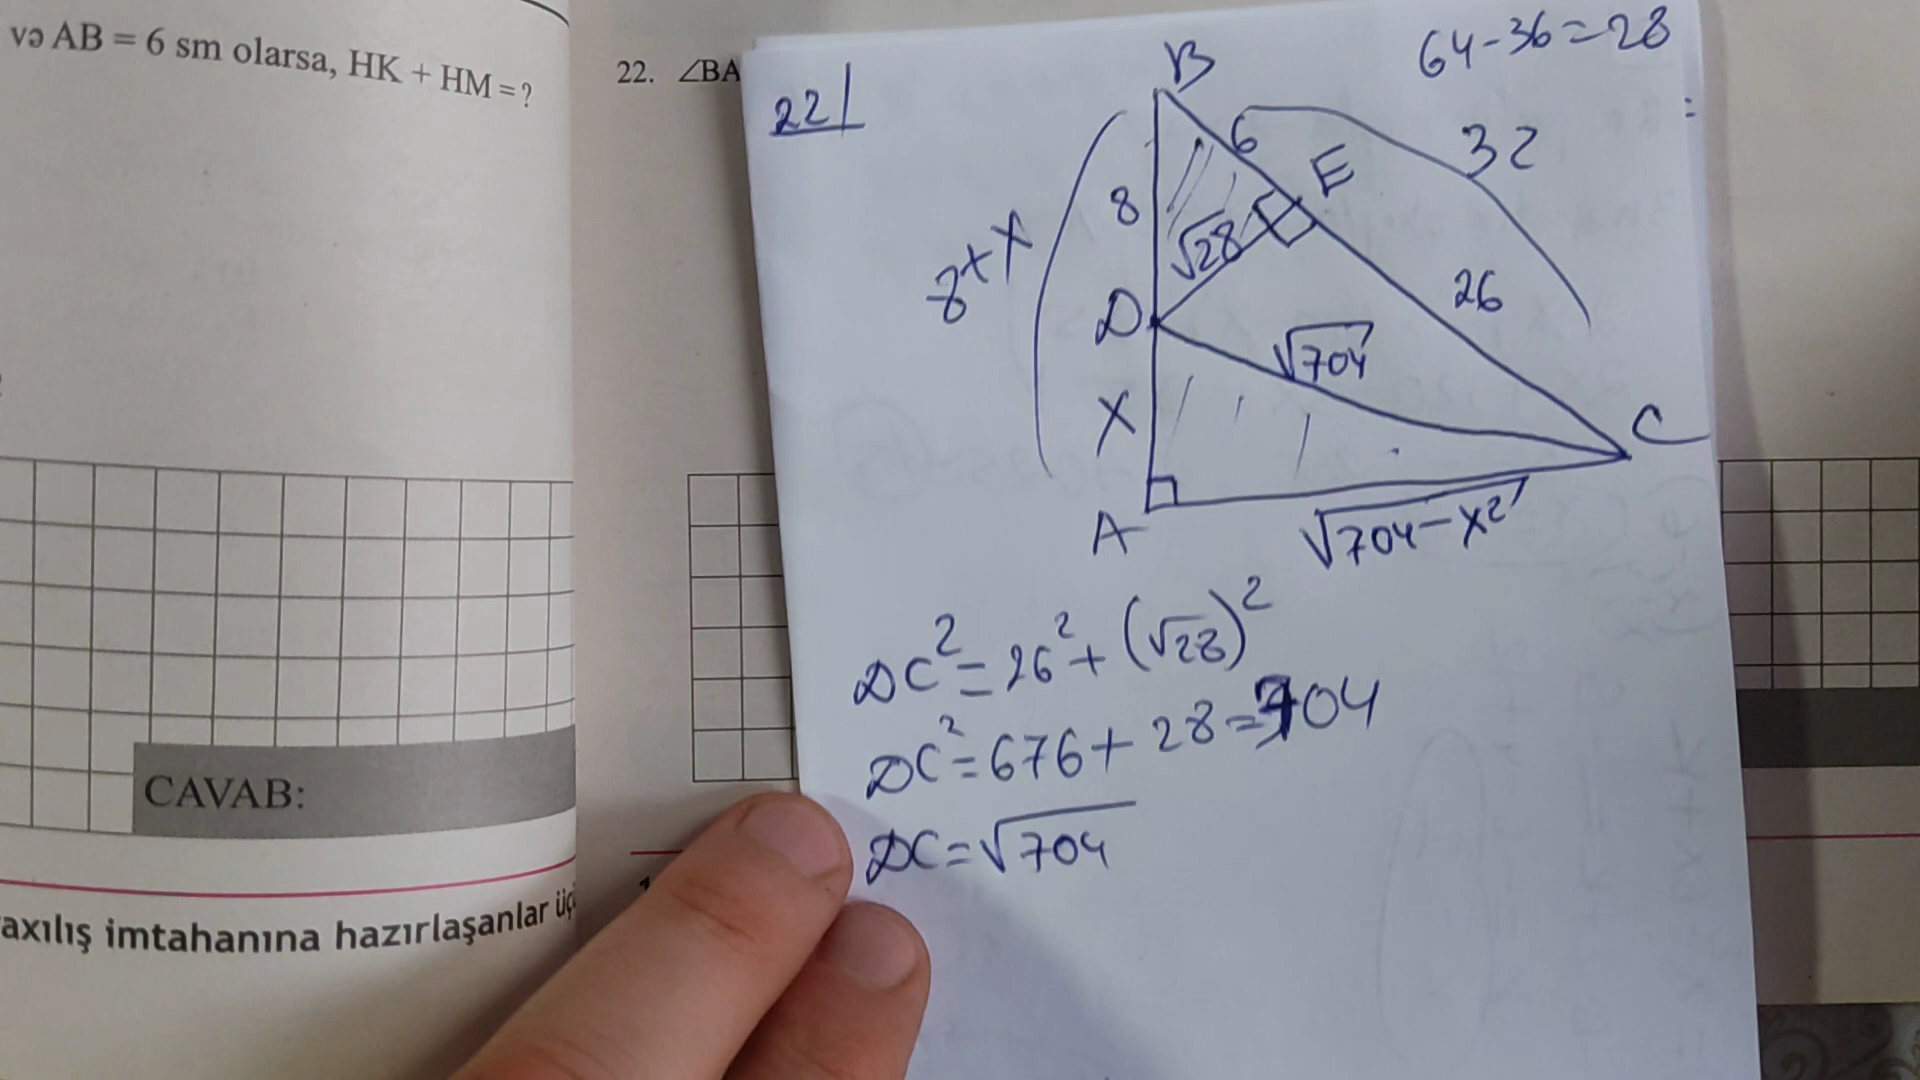 və AB = 6 sm olarsa, HK + HM = ?
CAVAB:
axılış imtahanına hazırlaşanlar üç
22. ∠BA
22
64-36=28
B
6
32
E
8
8+x
√28
26
D
√704
x
C
A
√704-x²
DC²=26²+(√28)²
DC²=676+28=704
DC=√704